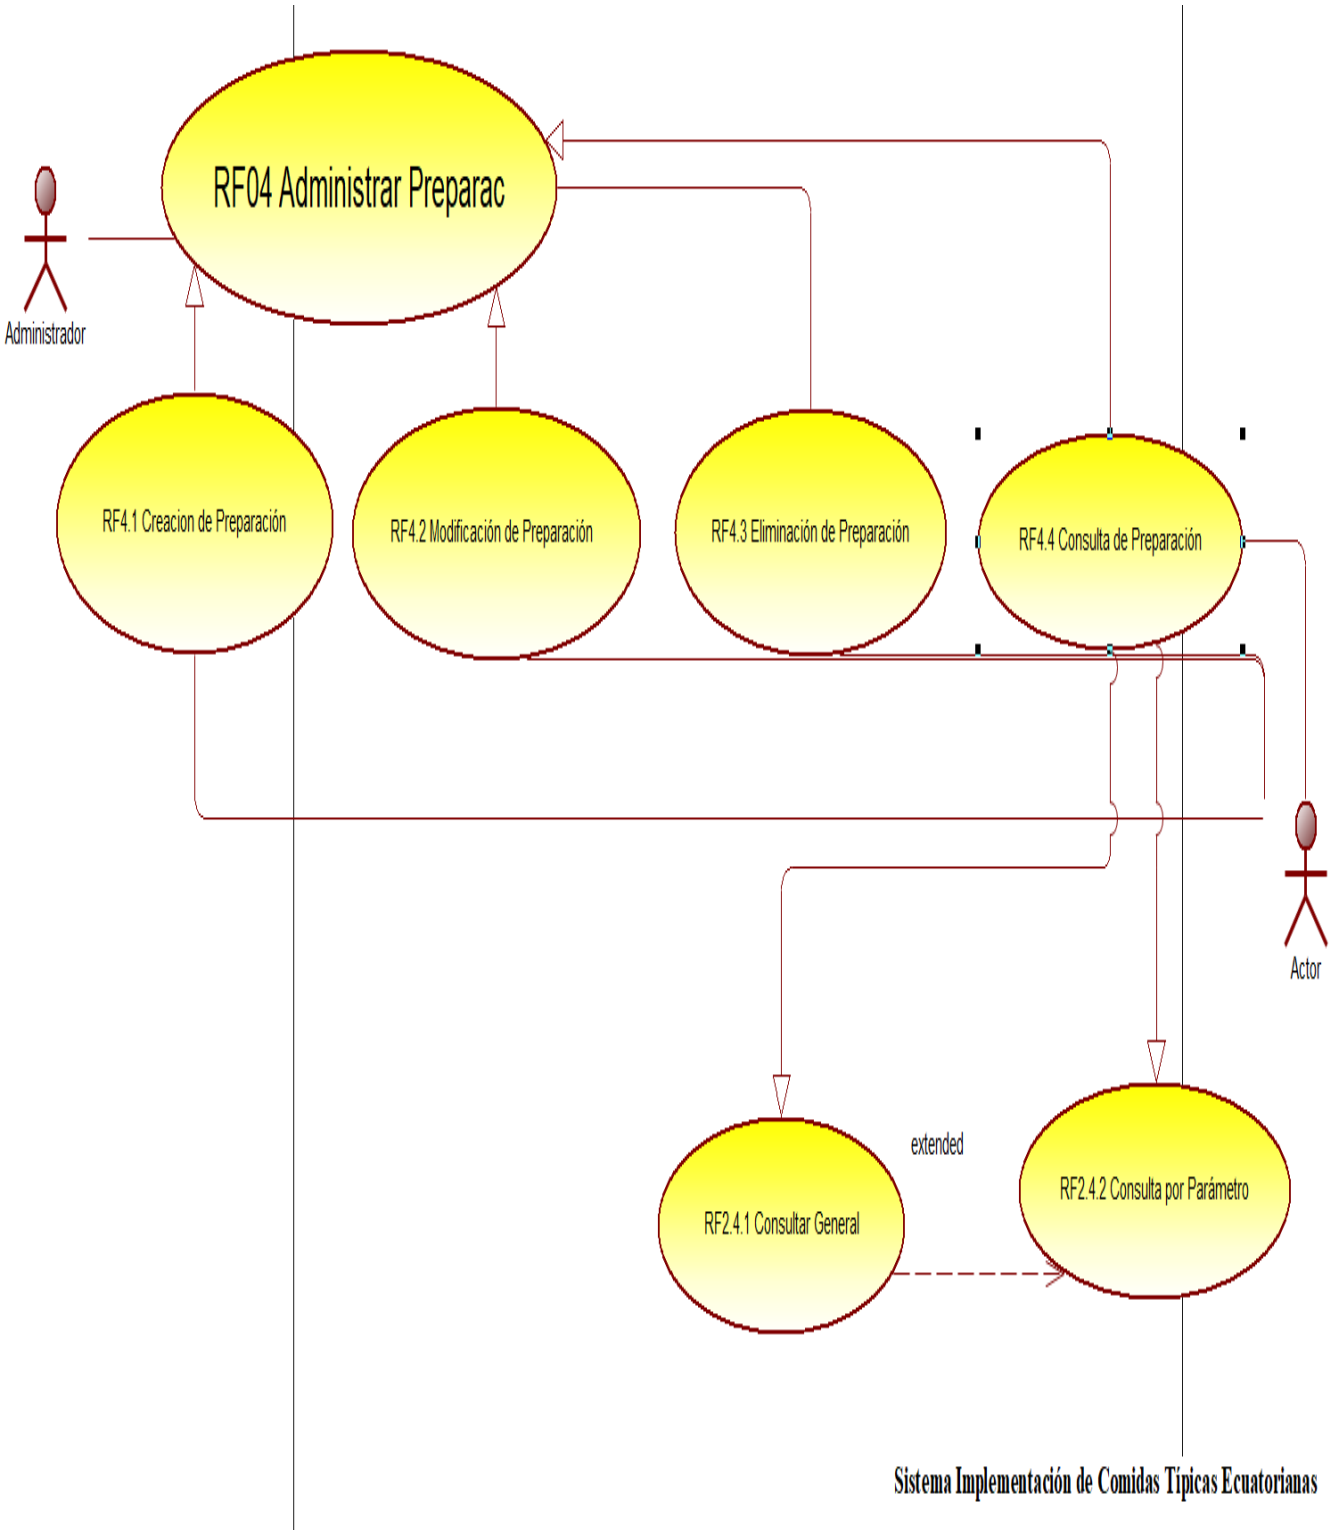 RF04 Administrar Preparac
Administrador
RF4.1 Creacion de Preparación
RF4.2 Modificación de Preparación
RF4.3 Eliminación de Preparación
RF4.4 Consulta de Preparación
Actor
extended
RF2.4.1 Consultar General
RF2.4.2 Consulta por Parámetro
Sistema Implementación de Comidas Típicas Ecuatorianas